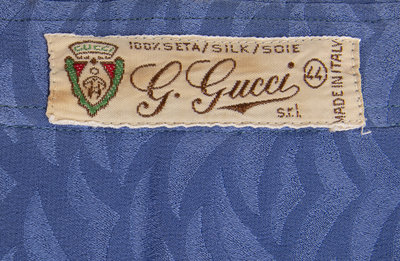 GUCCI
100% SETA/SILK/SOIE
G. Gucci
44
s.r.l.
MADE IN ITALY